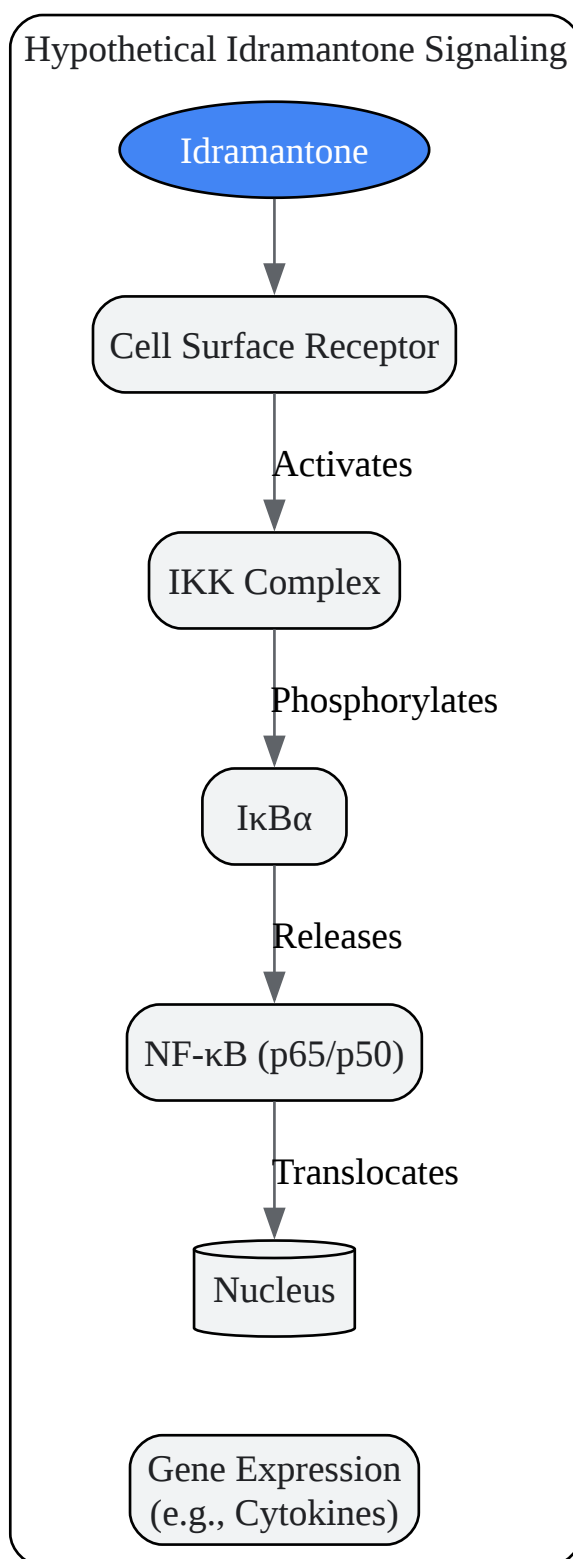 Hypothetical Idramantone Signaling
Idramantone
Cell Surface Receptor
Activates
IKK Complex
Phosphorylates
IκBα
Releases
NF-κB (p65/p50)
Translocates
Nucleus
Gene Expression
(e.g., Cytokines)